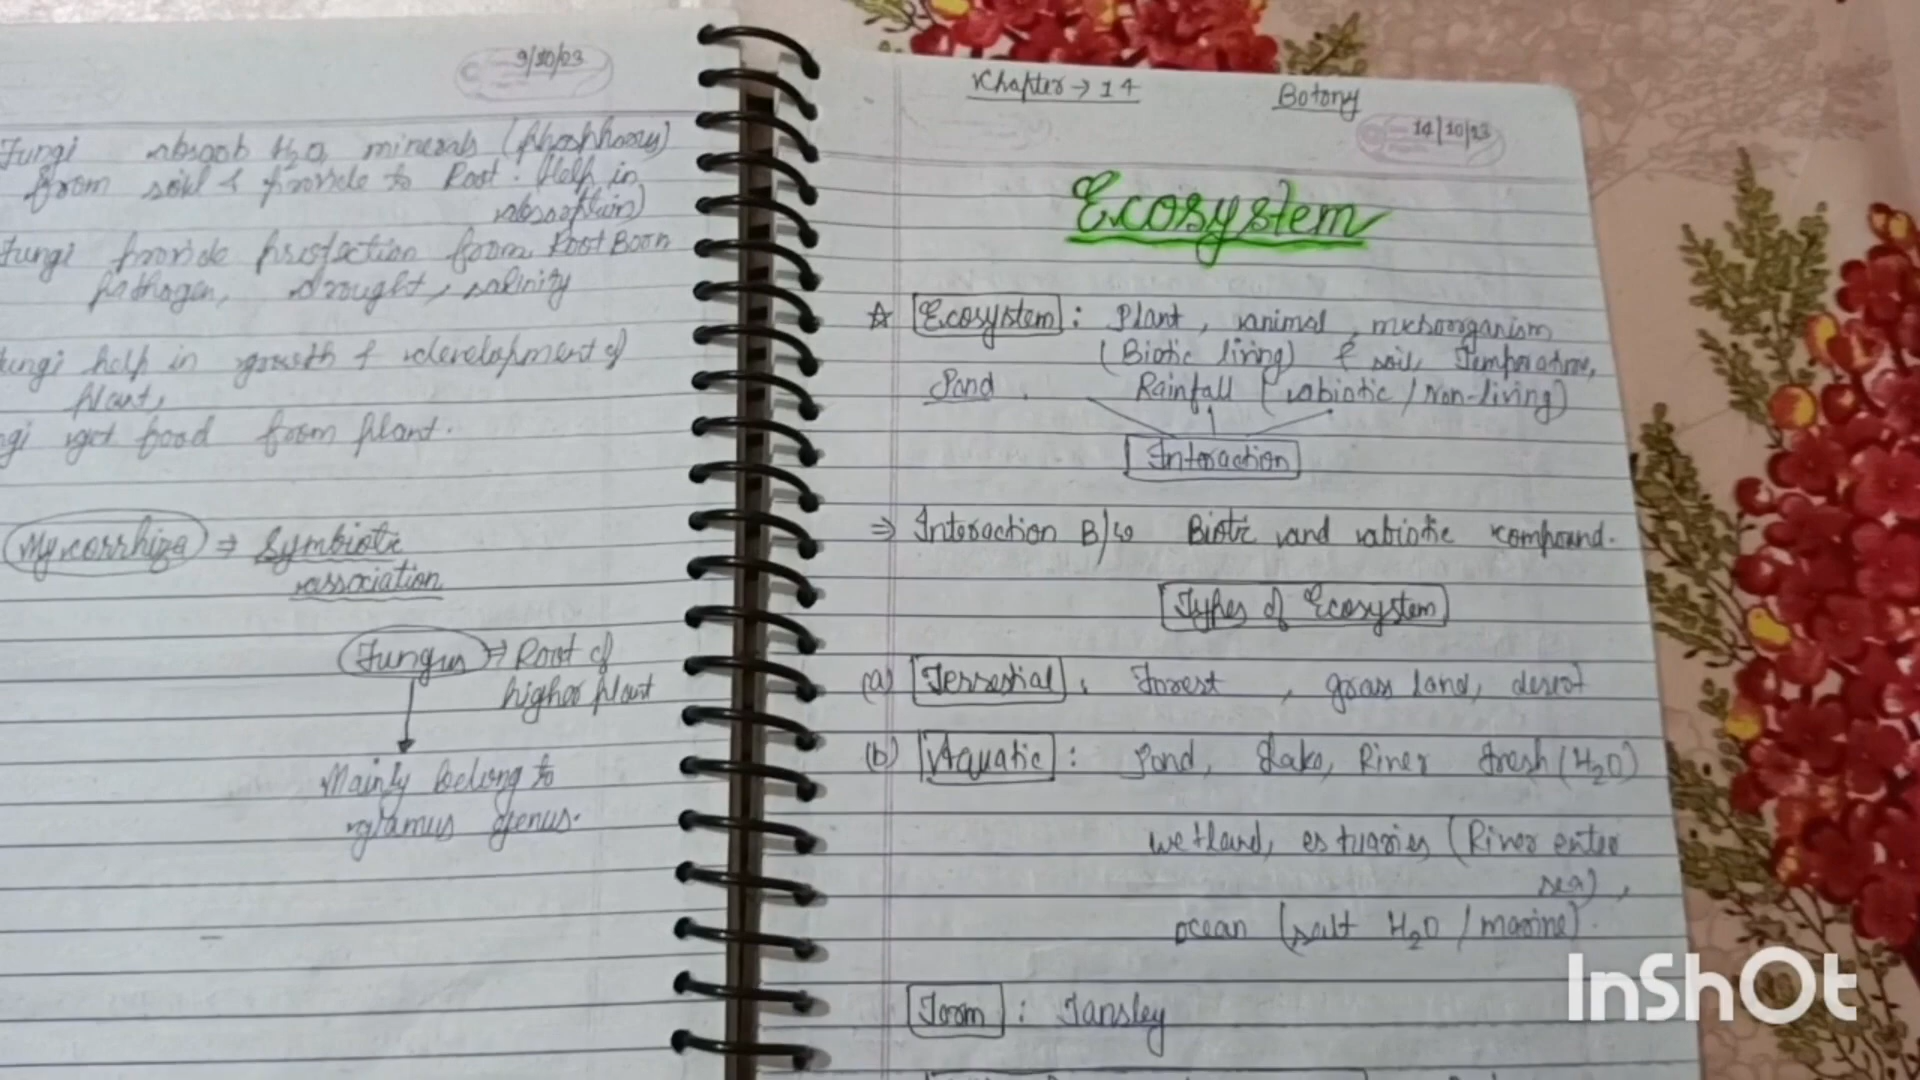 9/10/23
Fungi absorb H2O, minerals (phosphorus)
from soil & provide to Root. (Help in
absorption)
Fungi provide protection from Root Born
pathogen, drought, salinity
ungi help in growth & development of
plant,
gi get food from plant.
Mycorrhiza ⇒ Symbiotic
association
Fungus ⇒ Root of
higher plant
Mainly belong to
glamus genus.
Chapter → 14 Botony
14/10/23
Ecosystem
☆ Ecosystem : Plant, animal, microorganism
(Biotic living) & soil, Temperature,
Pond, Rainfall (abiotic / Non-living)
Interaction
⇒ Interaction B/w Biotic and abiotic compound.
Types of Ecosystem
(a) Terrestial, Forest, grass land, desert
(b) Aquatic : Pond, Lake, River fresh (H2O)
wetland, estuaries (River enter
sea),
ocean (salt H2O / marine).
Term : Tansley
InShOt